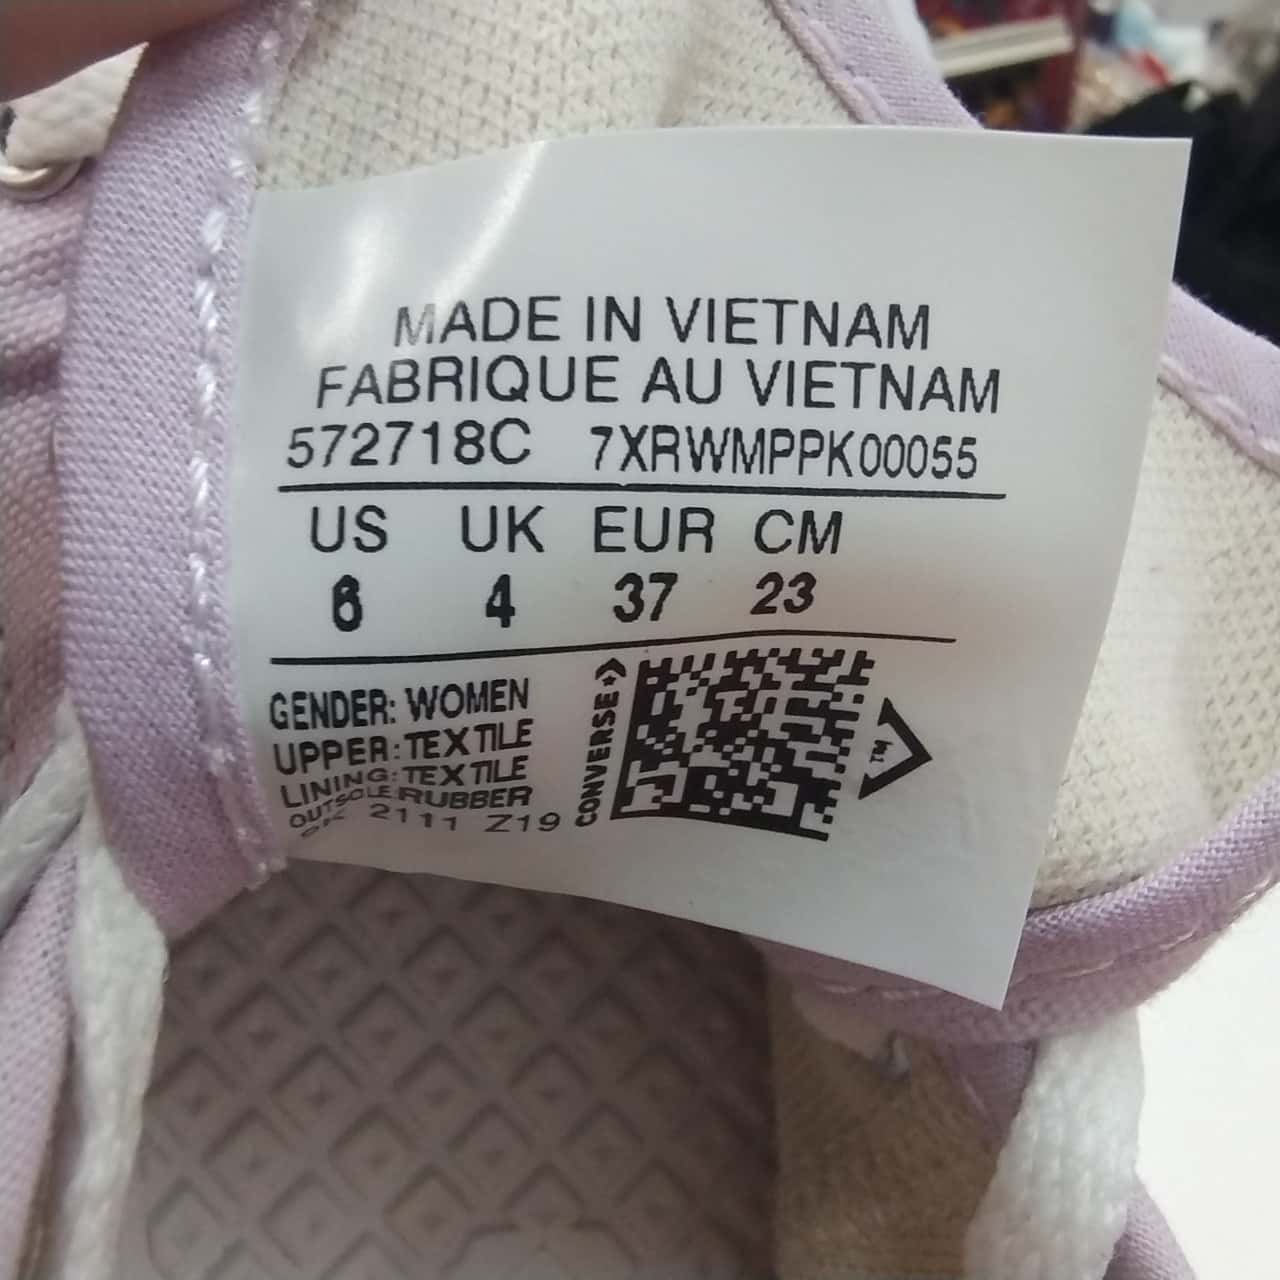 MADE IN VIETNAM
FABRIQUE AU VIETNAM
572718C 7XRWMPPK00055
US UK EUR CM
6 4 37 23
GENDER: WOMEN
UPPER: TEXTILE
LINING: TEXTILE
OUTSOLE: RUBBER
2111 Z19
CONVERSE